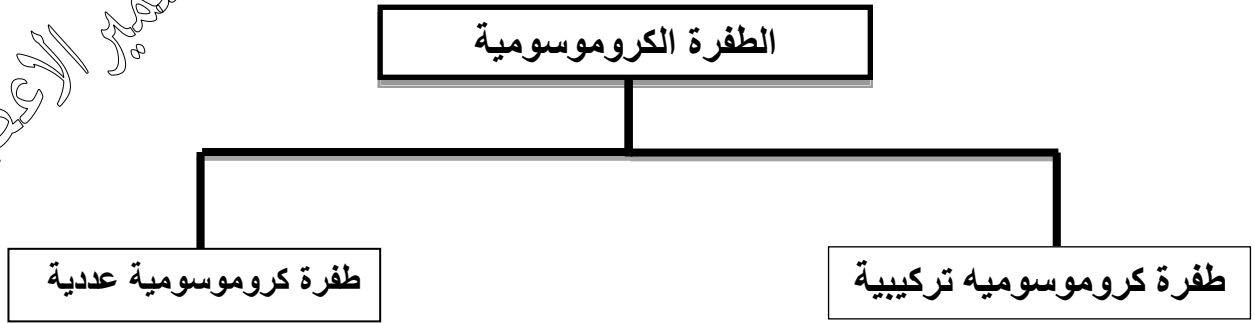 الطفرة الكروموسومية
طفرة كروموسوميه تركيبية
طفرة كروموسومية عددية